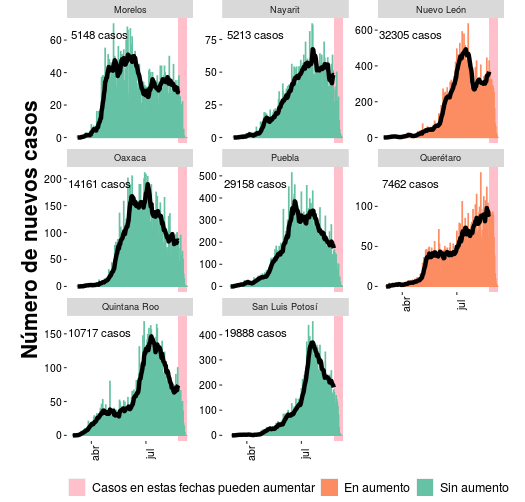 Número de nuevos casos
Morelos
5148 casos
60
40
20
0
Nayarit
5213 casos
75
50
25
0
Nuevo León
32305 casos
600
400
200
0
Oaxaca
14161 casos
200
150
100
50
0
Puebla
29158 casos
500
400
300
200
100
0
Querétaro
7462 casos
100
50
0
abr
jul
Quintana Roo
10717 casos
150
100
50
0
abr
jul
San Luis Potosí
19888 casos
400
300
200
100
0
abr
jul
Casos en estas fechas pueden aumentar
En aumento
Sin aumento